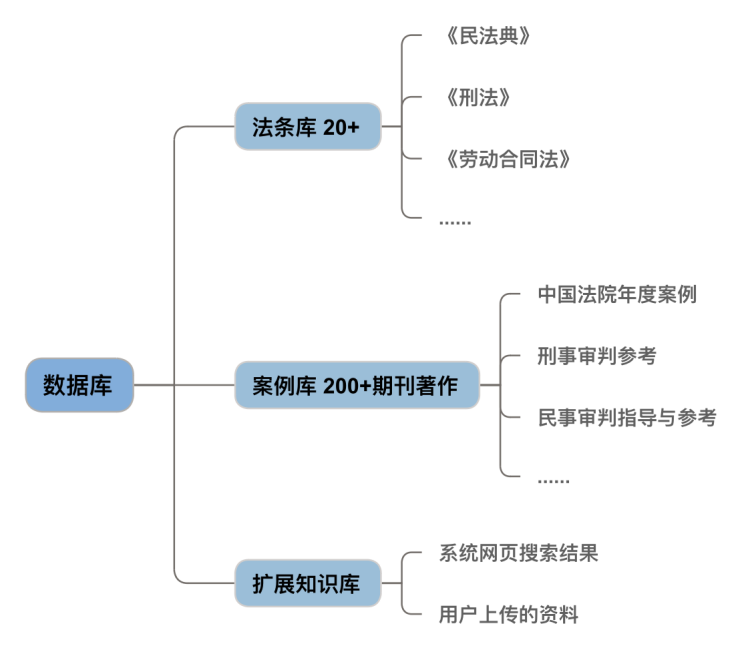 数据库
法条库 20+
《民法典》
《刑法》
《劳动合同法》
......
案例库 200+期刊著作
中国法院年度案例
刑事审判参考
民事审判指导与参考
......
扩展知识库
系统网页搜索结果
用户上传的资料